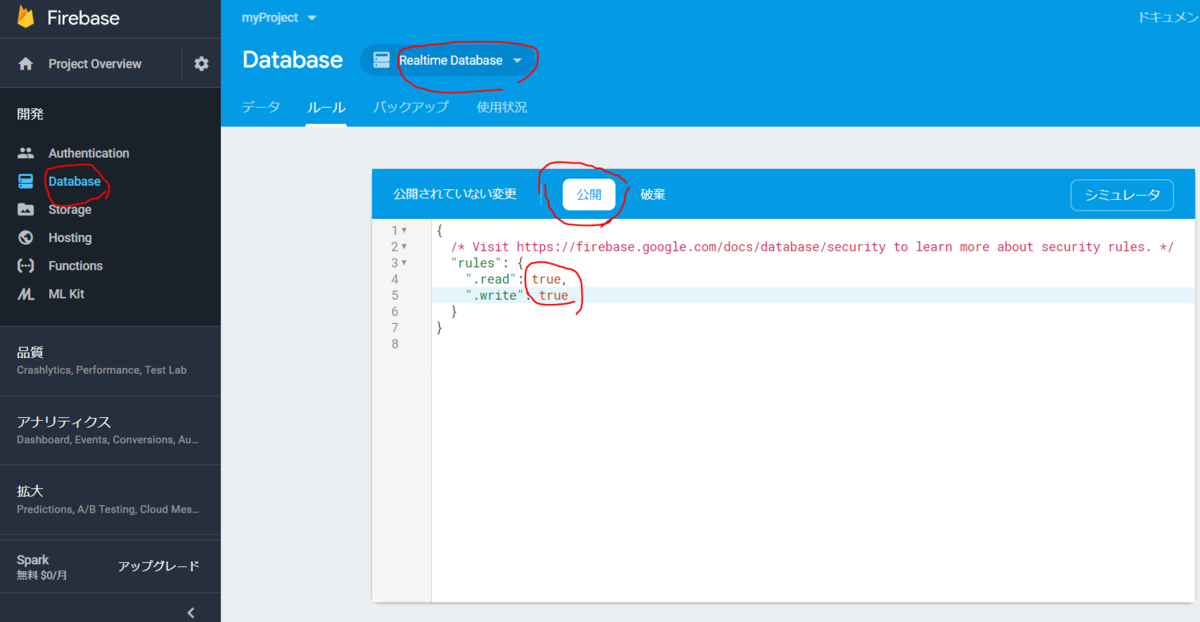 Firebase
Project Overview
開発
Authentication
Database
Storage
Hosting
Functions
ML Kit
品質
Crashlytics, Performance, Test Lab
アナリティクス
Dashboard, Events, Conversions, Au...
拡大
Predictions, A/B Testing, Cloud Mes...
Spark
無料 $0/月
アップグレード
myProject
ドキュメン
Database
Realtime Database
データ ルール バックアップ 使用状況
公開されていない変更 公開 破棄 シミュレータ
1 {
2 /* Visit https://firebase.google.com/docs/database/security to learn more about security rules. */
3 "rules": {
4 ".read": true,
5 ".write": true
6 }
7 }
8